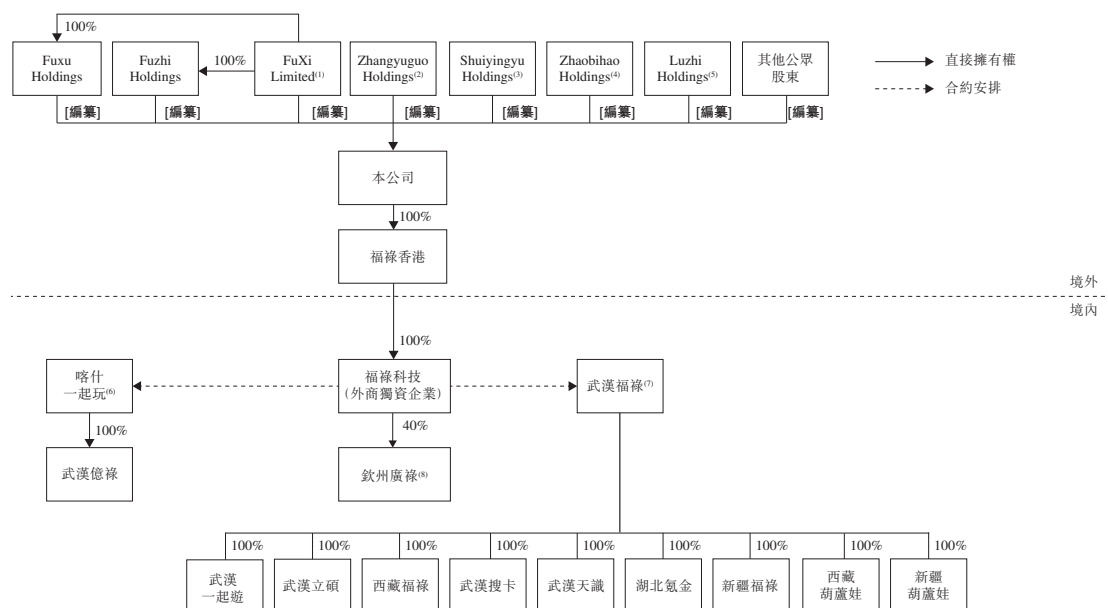 100%
Fuxu
Holdings
Fuzhi
Holdings
100%
FuXi
Limited(1)
Zhangyuguo
Holdings(2)
Shuiyingyu
Holdings(3)
Zhaobihao
Holdings(4)
Luzhi
Holdings(5)
其他公眾
股東
直接擁有權
合約安排
[編纂] [編纂] [編纂] [編纂] [編纂] [編纂] [編纂] [編纂]
本公司
100%
福祿香港
境外
境內
100%
喀什
一起玩(6)
福祿科技
(外商獨資企業)
武漢福祿(7)
100%
40%
武漢億祿
欽州廣祿(8)
100% 100% 100% 100% 100% 100% 100% 100% 100%
武漢
一起遊
武漢立碩
西藏福祿
武漢搜卡
武漢天識
湖北氪金
新疆福祿
西藏
葫蘆娃
新疆
葫蘆娃